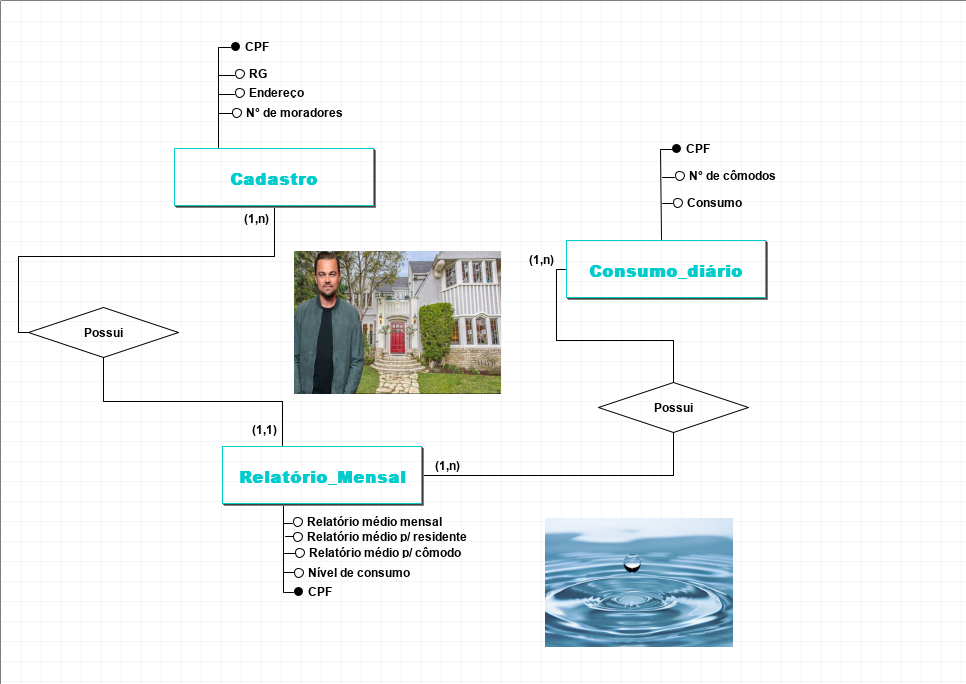 CPF
RG
Endereço
N° de moradores
Cadastro
(1,n)
Possui
(1,1)
CPF
N° de cômodos
Consumo
(1,n)
Consumo_diário
Possui
(1,n)
Relatório_Mensal
Relatório médio mensal
Relatório médio p/ residente
Relatório médio p/ cômodo
Nível de consumo
CPF